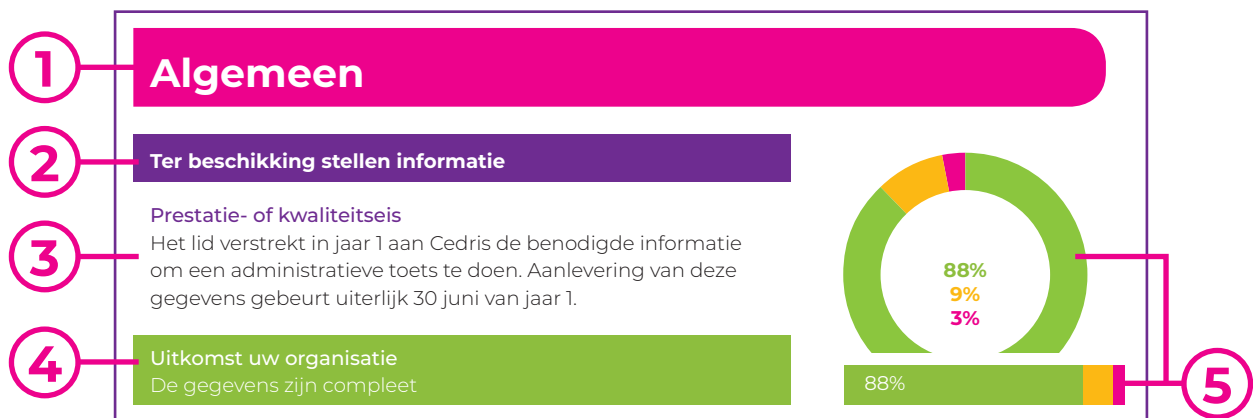 1
Algemeen
2
Ter beschikking stellen informatie
3
Prestatie- of kwaliteitseis
Het lid verstrekt in jaar 1 aan Cedris de benodigde informatie
om een administratieve toets te doen. Aanlevering van deze
gegevens gebeurt uiterlijk 30 juni van jaar 1.
88%
9%
3%
4
Uitkomst uw organisatie
De gegevens zijn compleet
88%
5